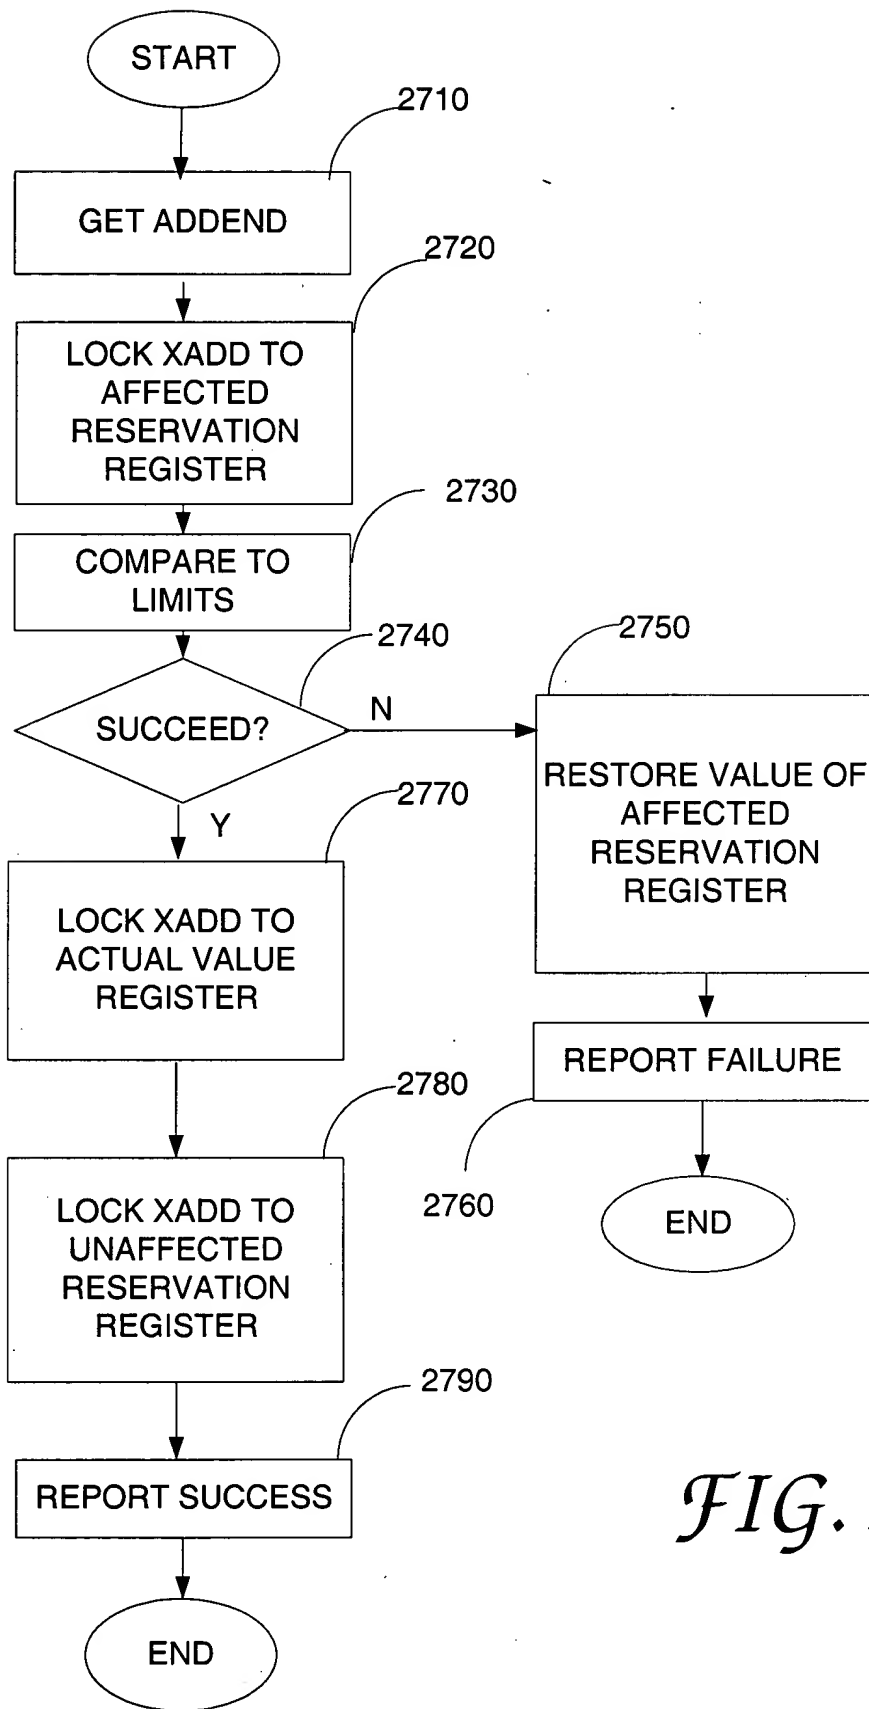 START
2710
GET ADDEND
2720
LOCK XADD TO
AFFECTED
RESERVATION
REGISTER
2730
COMPARE TO
LIMITS
2740
SUCCEED?
N
2750
RESTORE VALUE OF
AFFECTED
RESERVATION
REGISTER
Y
2770
LOCK XADD TO
ACTUAL VALUE
REGISTER
REPORT FAILURE
2760
END
2780
LOCK XADD TO
UNAFFECTED
RESERVATION
REGISTER
2790
REPORT SUCCESS
END
FIG.